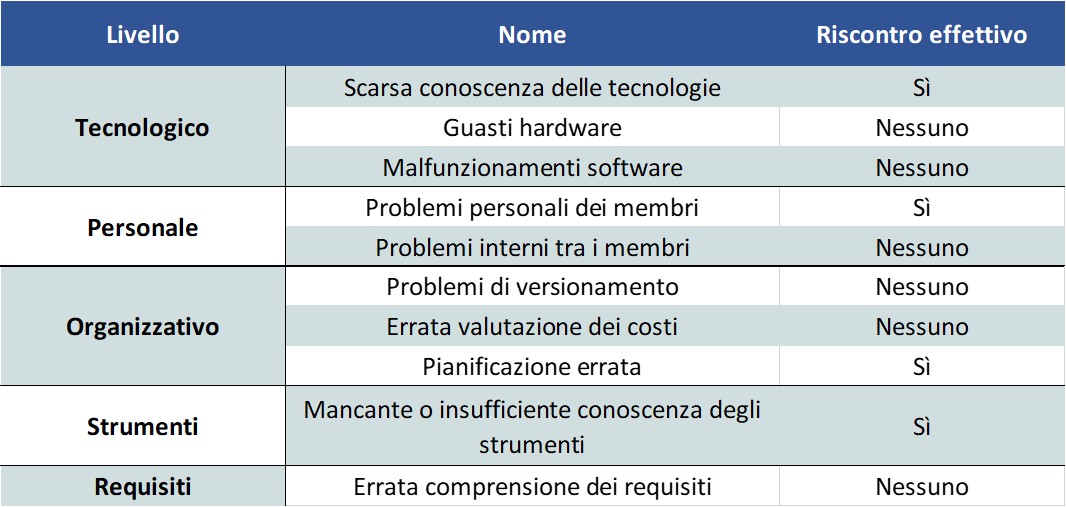 Livello Nome Riscontro effettivo
Tecnologico
Scarsa conoscenza delle tecnologie Sì
Guasti hardware Nessuno
Malfunzionamenti software Nessuno
Personale
Problemi personali dei membri Sì
Problemi interni tra i membri Nessuno
Organizzativo
Problemi di versionamento Nessuno
Errata valutazione dei costi Nessuno
Pianificazione errata Sì
Strumenti
Mancante o insufficiente conoscenza degli
strumenti
Sì
Requisiti Errata comprensione dei requisiti Nessuno